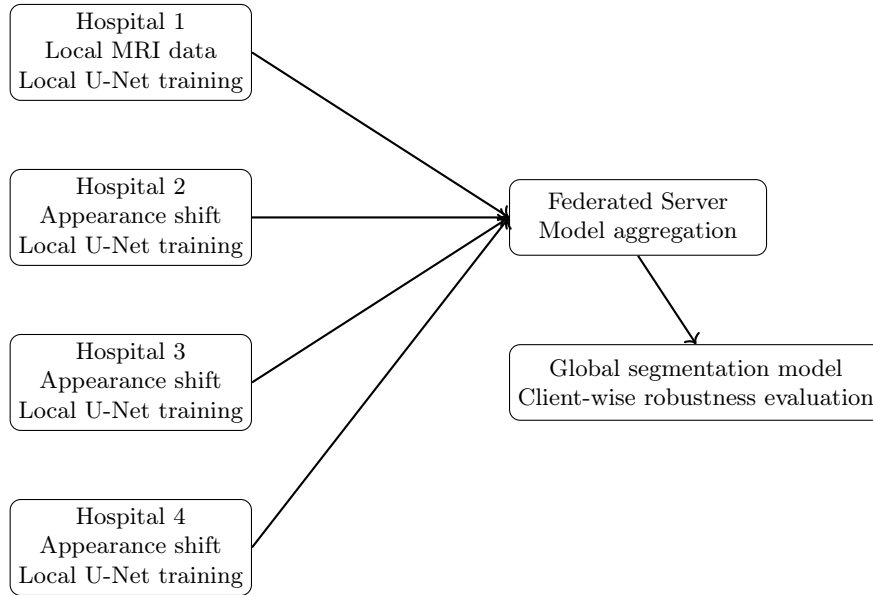 Hospital 1
Local MRI data
Local U-Net training
Hospital 2
Appearance shift
Local U-Net training
Federated Server
Model aggregation
Hospital 3
Appearance shift
Local U-Net training
Global segmentation model
Client-wise robustness evaluation
Hospital 4
Appearance shift
Local U-Net training